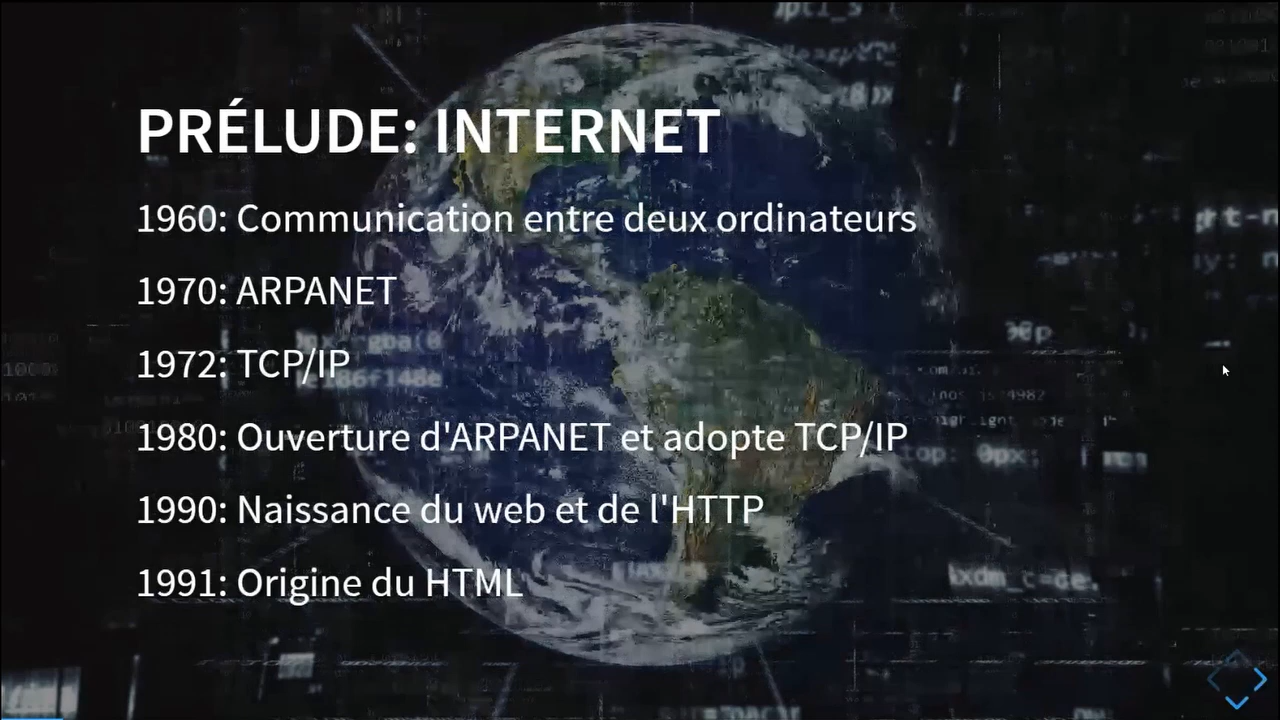 PRÉLUDE: INTERNET
1960: Communication entre deux ordinateurs
1970: ARPANET
1972: TCP/IP
1980: Ouverture d'ARPANET et adopte TCP/IP
1990: Naissance du web et de l'HTTP
1991: Origine du HTML